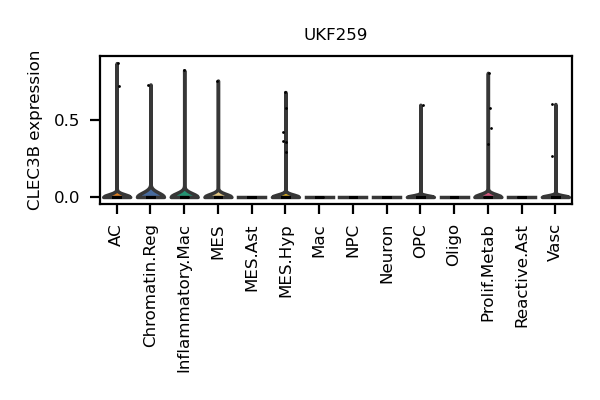 UKF259
CLEC3B expression
0.5
0.0
AC
Chromatin.Reg
Inflammatory.Mac
MES
MES.Ast
MES.Hyp
Mac
NPC
Neuron
OPC
Oligo
Prolif.Metab
Reactive.Ast
Vasc